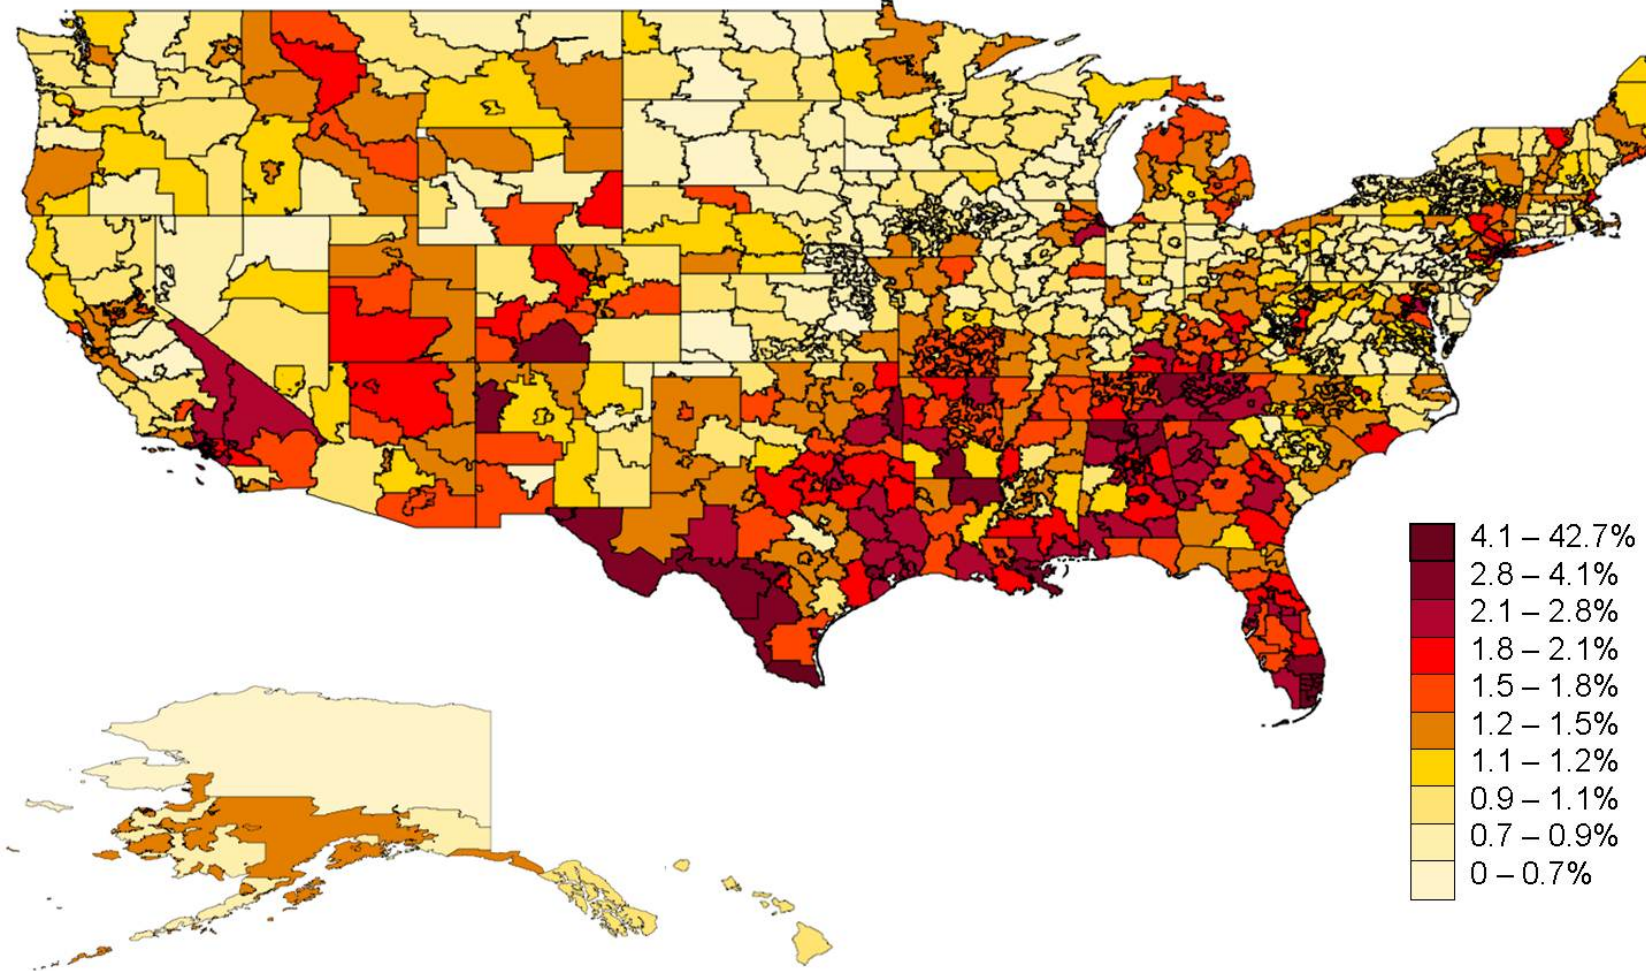 4.1 – 42.7%
2.8 – 4.1%
2.1 – 2.8%
1.8 – 2.1%
1.5 – 1.8%
1.2 – 1.5%
1.1 – 1.2%
0.9 – 1.1%
0.7 – 0.9%
0 – 0.7%